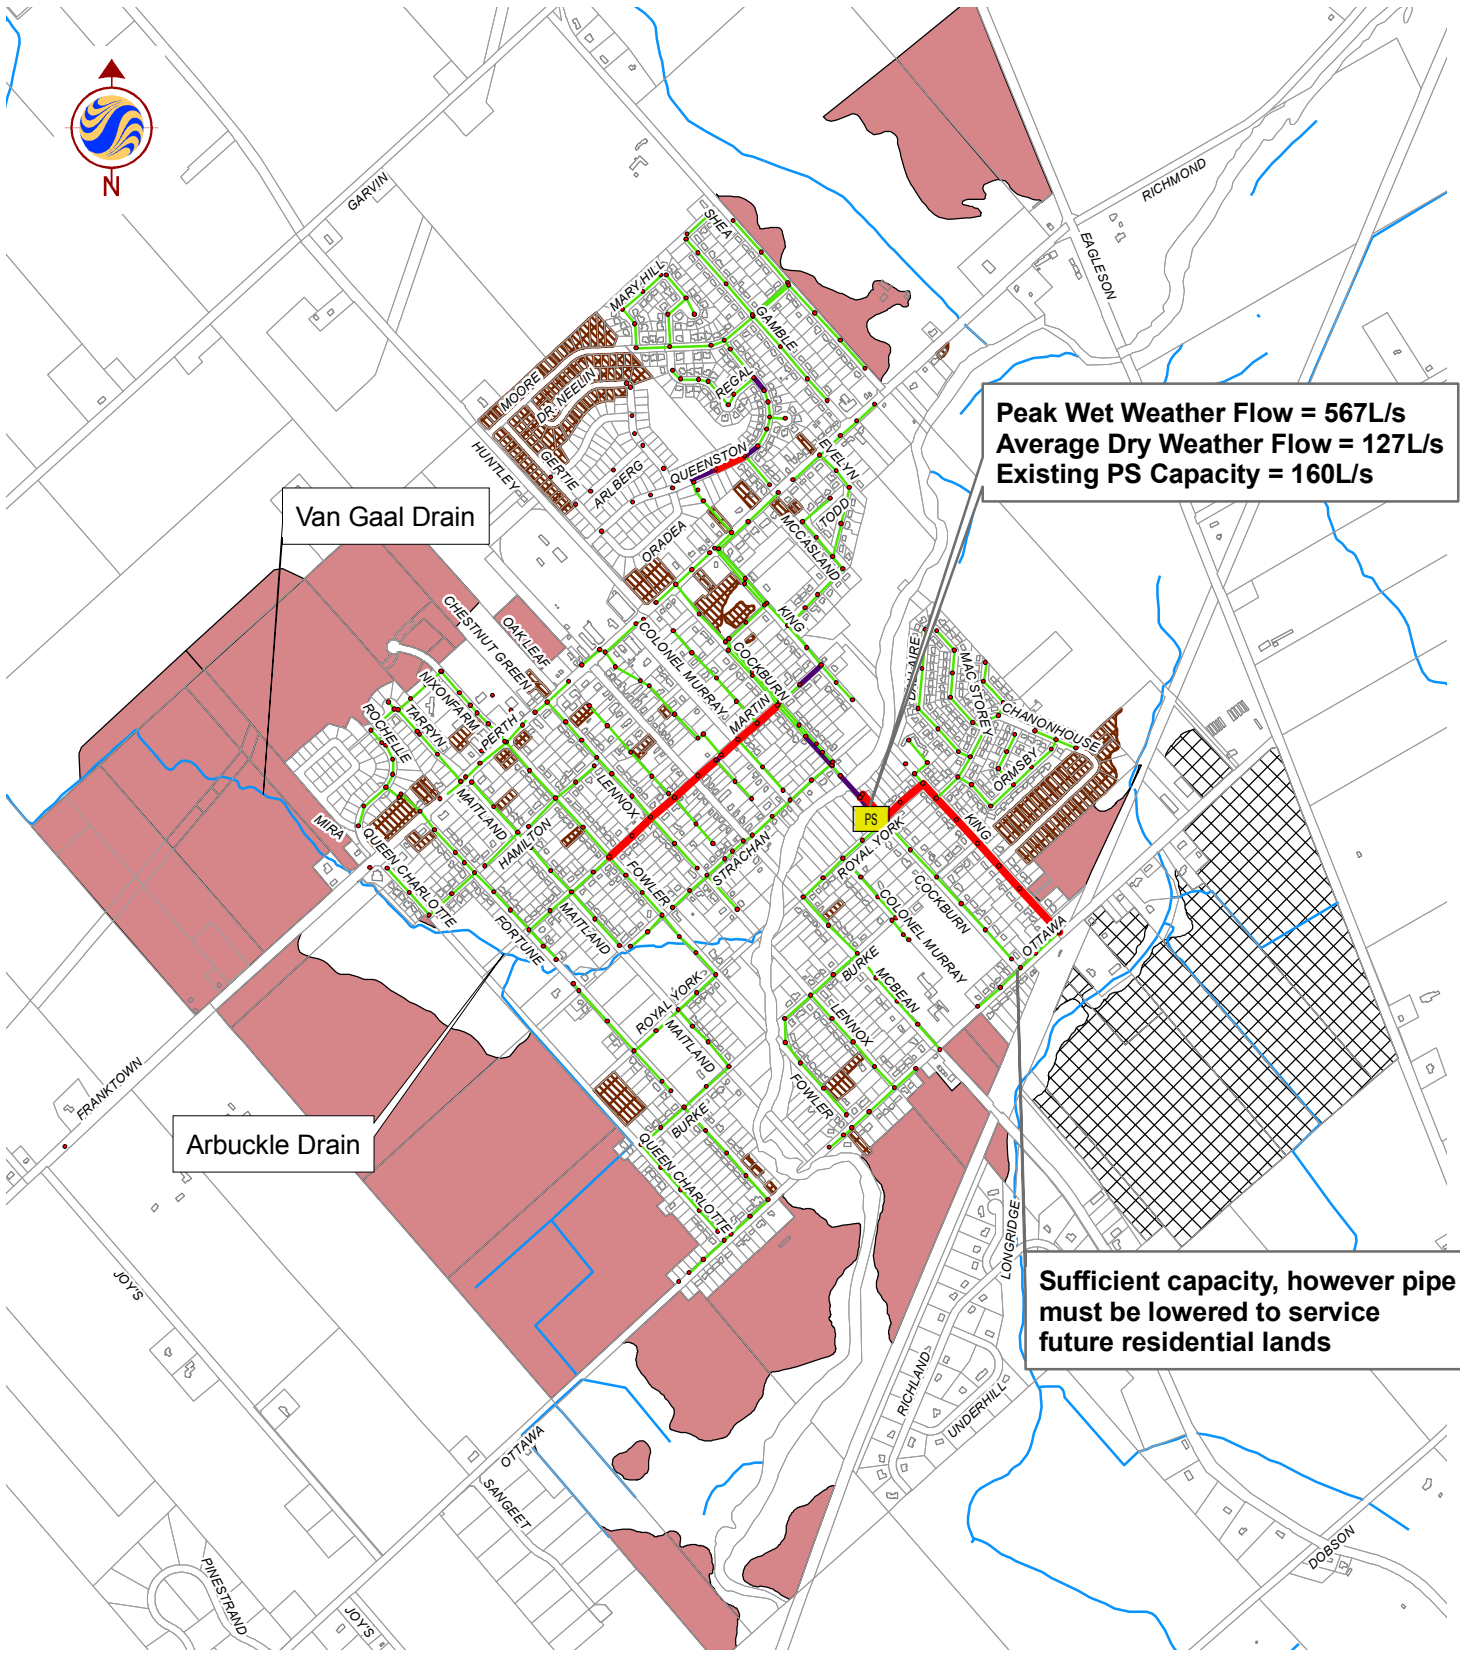 GARVIN
SHEA
RICHMOND
EAGLESON
N
MARY HILL
GAMBLE
MOORE
DR. NEELIN
REGAL
Peak Wet Weather Flow = 567L/s
Average Dry Weather Flow = 127L/s
Existing PS Capacity = 160L/s
HUNTLEY
GERTIE
ARLBERG
QUEENSTON
EVELYN
TODD
Van Gaal Drain
ORADEA
MCCASLAND
CHESTNUT GREEN
OAK LEAF
COLONEL MURRAY
COCKBURN
KING
DALLAIRE
MAC STOREY
CHANONHOUSE
ORMSBY
NIXON FARM
ROCHELLE
TARRYN
PERTH
MARTIN
MIRA
QUEEN CHARLOTTE
MAITLAND
HAMILTON
LENNOX
FOWLER
STRACHAN
PS
ROYAL YORK
KING
COCKBURN
COLONEL MURRAY
OTTAWA
FORTUNE
MAITLAND
BURKE
MCBEAN
LENNOX
ROYAL YORK
MAITLAND
FOWLER
FRANKTOWN
Arbuckle Drain
BURKE
QUEEN CHARLOTTE
LONGRIDGE
JOY'S
Sufficient capacity, however pipe
must be lowered to service
future residential lands
RICHLAND
UNDERHILL
OTTAWA
SANGEET
DOBSON
PINESTRAND
JOY'S